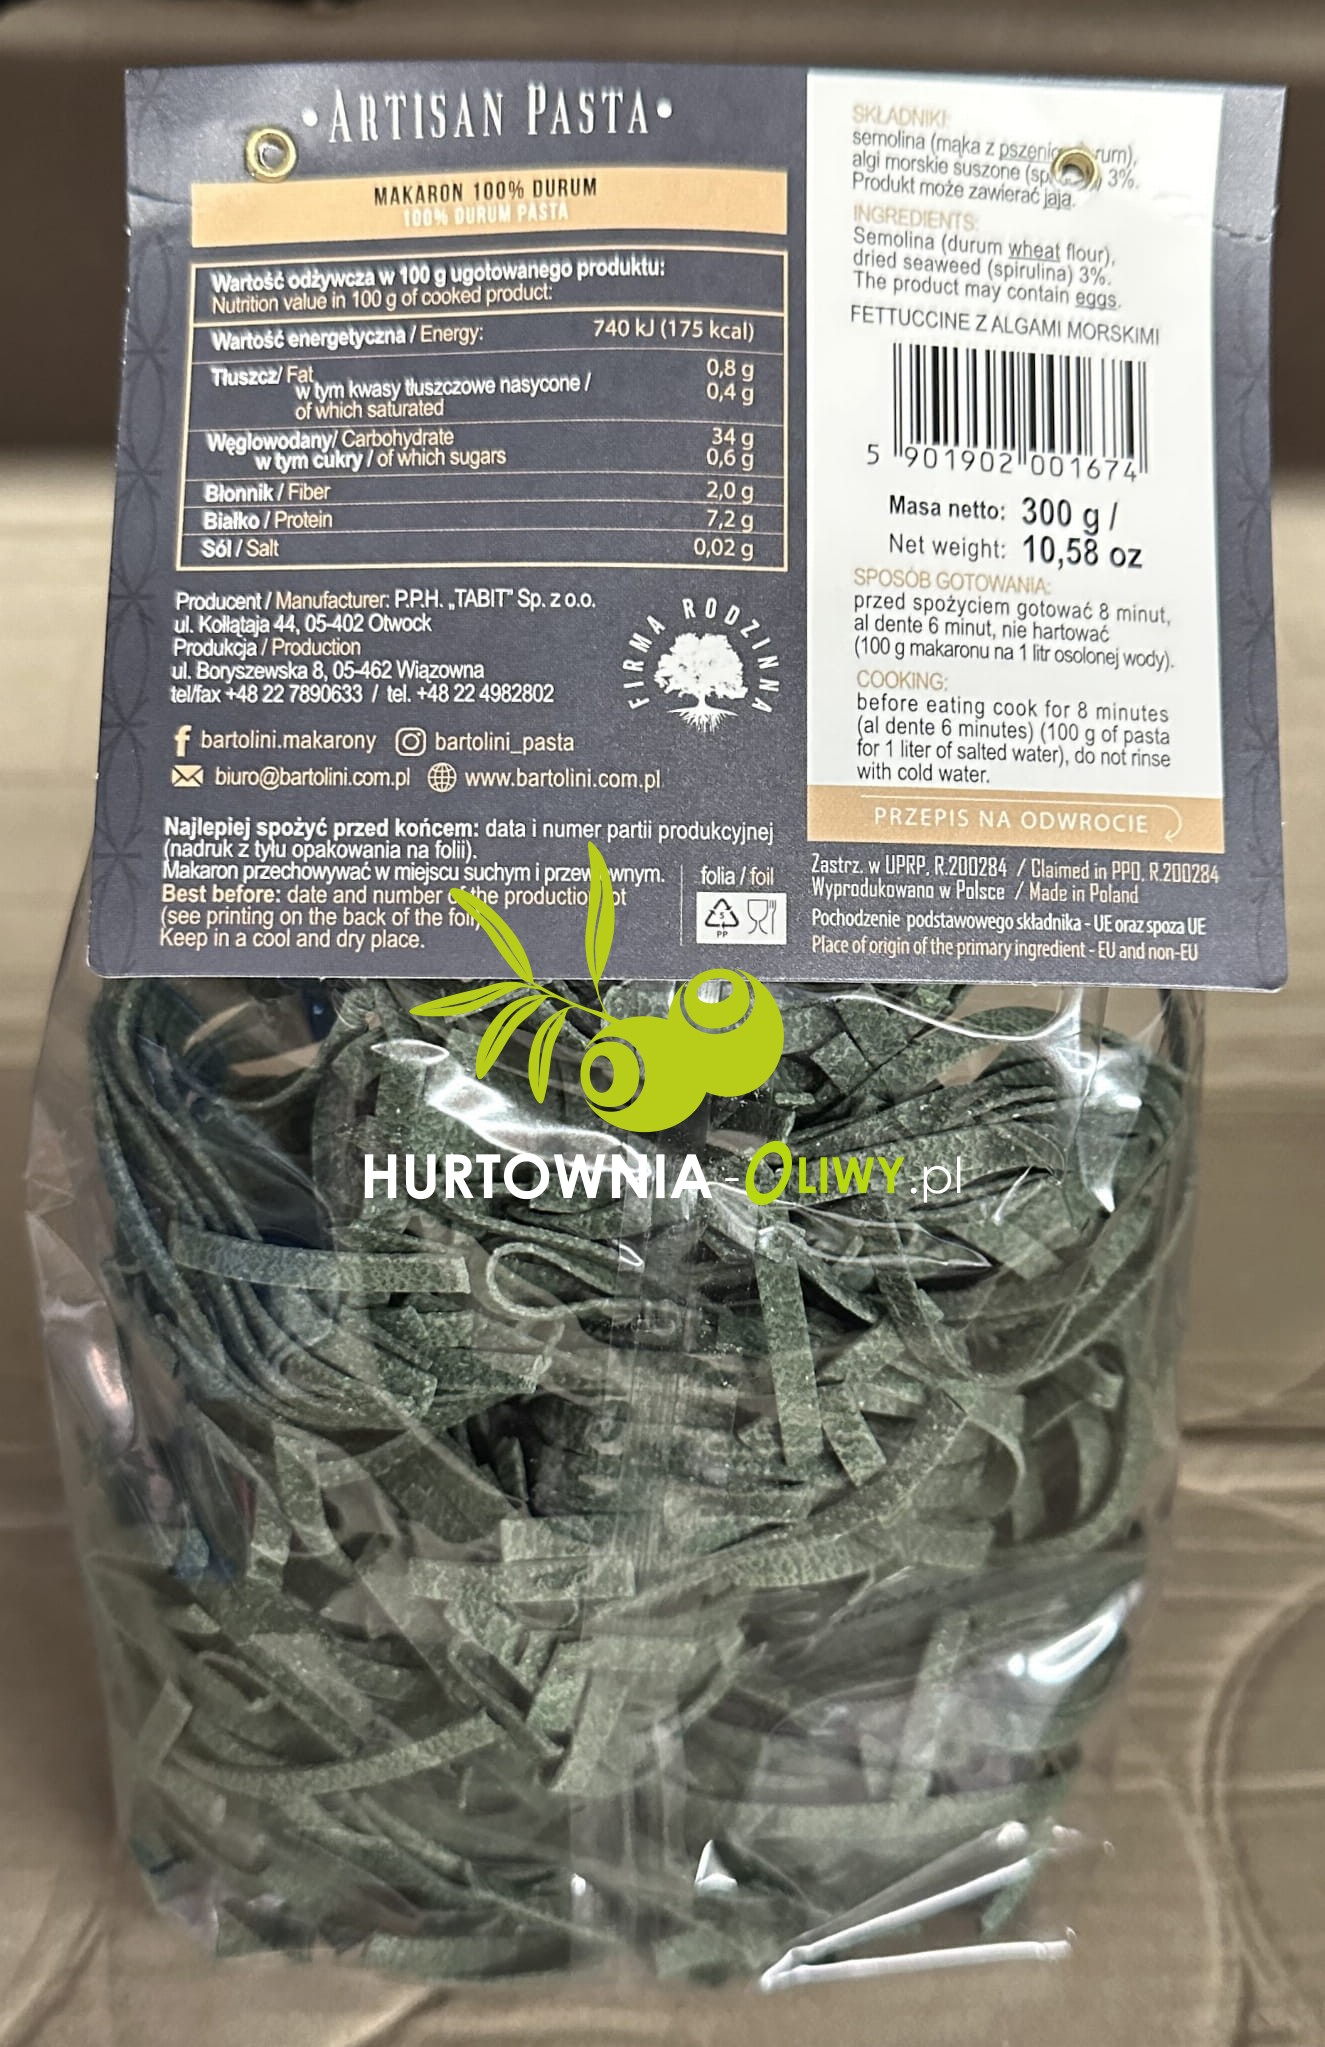 •ARTISAN PASTA•
MAKARON 100% DURUM
100% DURUM PASTA
Wartość odżywcza w 100 g ugotowanego produktu:
Nutrition value in 100 g of cooked product:
Wartość energetyczna / Energy: 740 kJ (175 kcal)
Tłuszcz/ Fat 0,8 g
w tym kwasy tłuszczowe nasycone / 0,4 g
of which saturated
Węglowodany/ Carbohydrate 34 g
w tym cukry / of which sugars 0,6 g
Błonnik / Fiber 2,0 g
Białko / Protein 7,2 g
Sól / Salt 0,02 g
Producent / Manufacturer: P.P.H. „TABIT” Sp. z o.o.
ul. Kołłątaja 44, 05-402 Otwock
Produkcja / Production
ul. Boryszewska 8, 05-462 Wiązowna
tel/fax +48 22 7890633 / tel. +48 22 4982802
FIRMA RODZINNA
bartolini.makarony bartolini_pasta
biuro@bartolini.com.pl www.bartolini.com.pl
Najlepiej spożyć przed końcem: data i numer partii produkcyjnej
(nadruk z tyłu opakowania na folii).
Makaron przechowywać w miejscu suchym i
Best before: date and number of the
(see printing on the back of the
Keep in a cool and dry place.
folia / foil
5
PP
SKŁADNIKI:
semolina (mąka z
algi morskie suszone 3%.
Produkt może zawierać jaja.
INGREDIENTS:
Semolina (durum wheat flour),
dried seaweed (spirulina) 3%.
The product may contain eggs.
FETTUCCINE Z ALGAMI MORSKIMI
5 901902 001674
Masa netto: 300 g /
Net weight: 10,58 oz
SPOSÓB GOTOWANIA:
przed spożyciem gotować 8 minut,
al dente 6 minut, nie hartować
(100 g makaronu na 1 litr osolonej wody).
COOKING:
before eating cook for 8 minutes
(al dente 6 minutes) (100 g of pasta
for 1 liter of salted water), do not rinse
with cold water.
PRZEPIS NA ODWROCIE
Zastrz. w UPRP. R.200284 / Claimed in PPO. R.200284
Wyprodukowano w Polsce / Made in Poland
Pochodzenie podstawowego składnika - UE oraz spoza UE
Place of origin of the primary ingredient - EU and non-EU
HURTOWNIA-OLIWY.pl